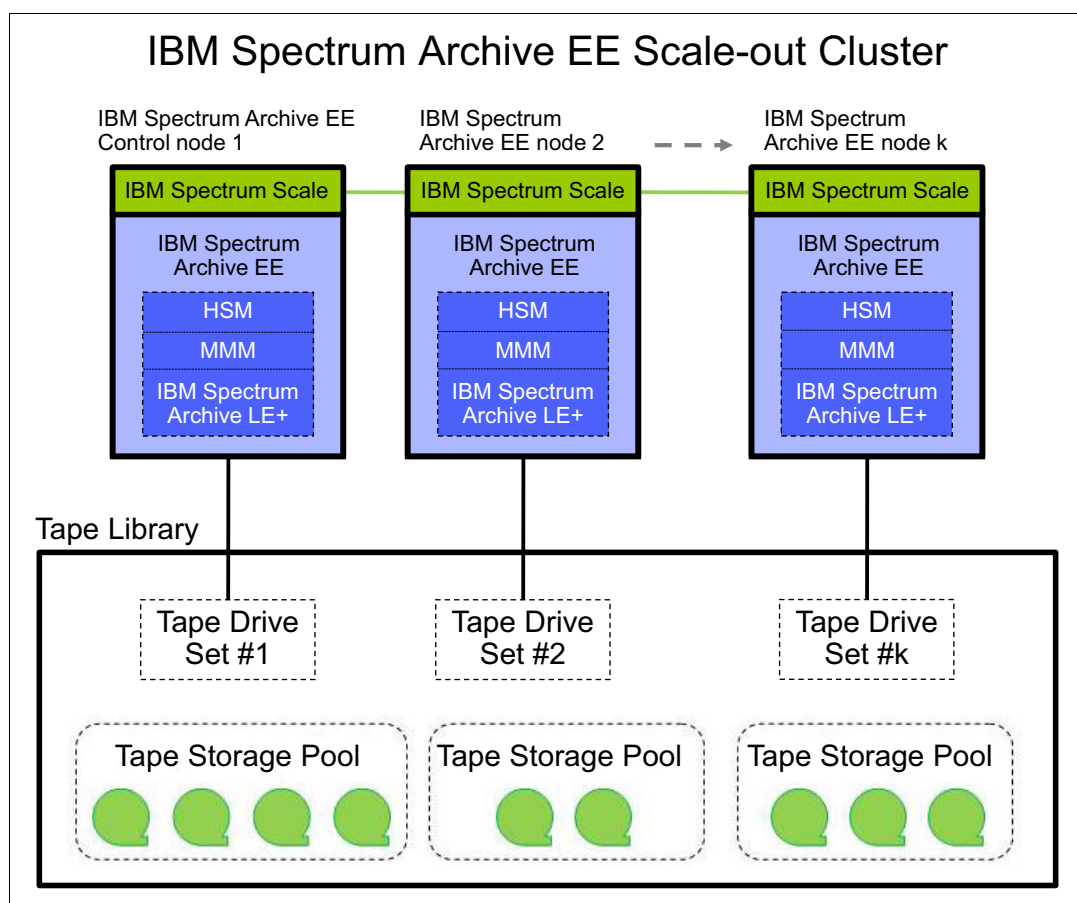 IBM Spectrum Archive EE Scale-out Cluster
IBM Spectrum Archive EE
Control node 1
IBM Spectrum
Archive EE node 2
IBM Spectrum
Archive EE node k
IBM Spectrum Scale
IBM Spectrum Scale
IBM Spectrum Scale
IBM Spectrum
Archive EE
HSM
MMM
IBM Spectrum
Archive LE+
IBM Spectrum
Archive EE
HSM
MMM
IBM Spectrum
Archive LE+
IBM Spectrum
Archive EE
HSM
MMM
IBM Spectrum
Archive LE+
Tape Library
Tape Drive
Set #1
Tape Drive
Set #2
Tape Drive
Set #k
Tape Storage Pool
Tape Storage Pool
Tape Storage Pool